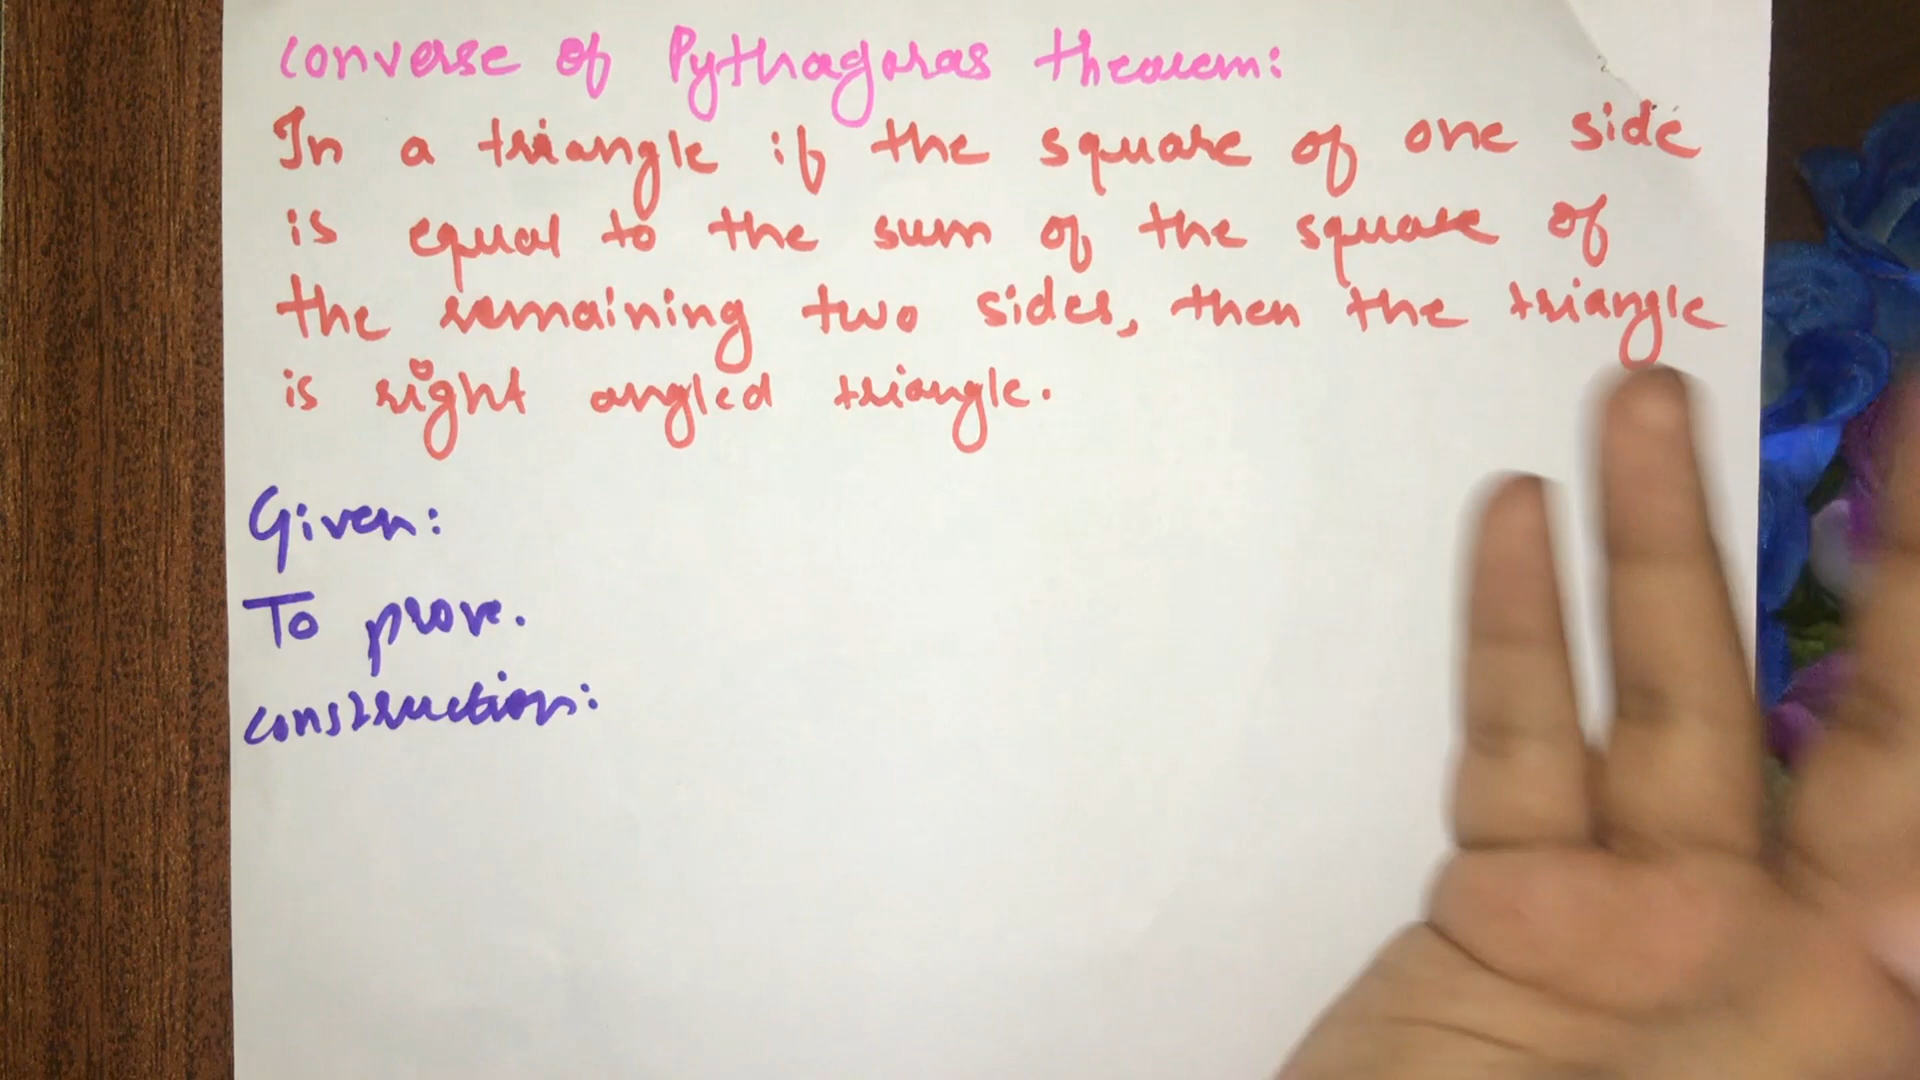 converse of Pythagoras theorem:
In a triangle if the square of one side
is equal to the sum of the square of
the remaining two sides, then the triangle
is right angled triangle.
Given:
To prove.
construction: